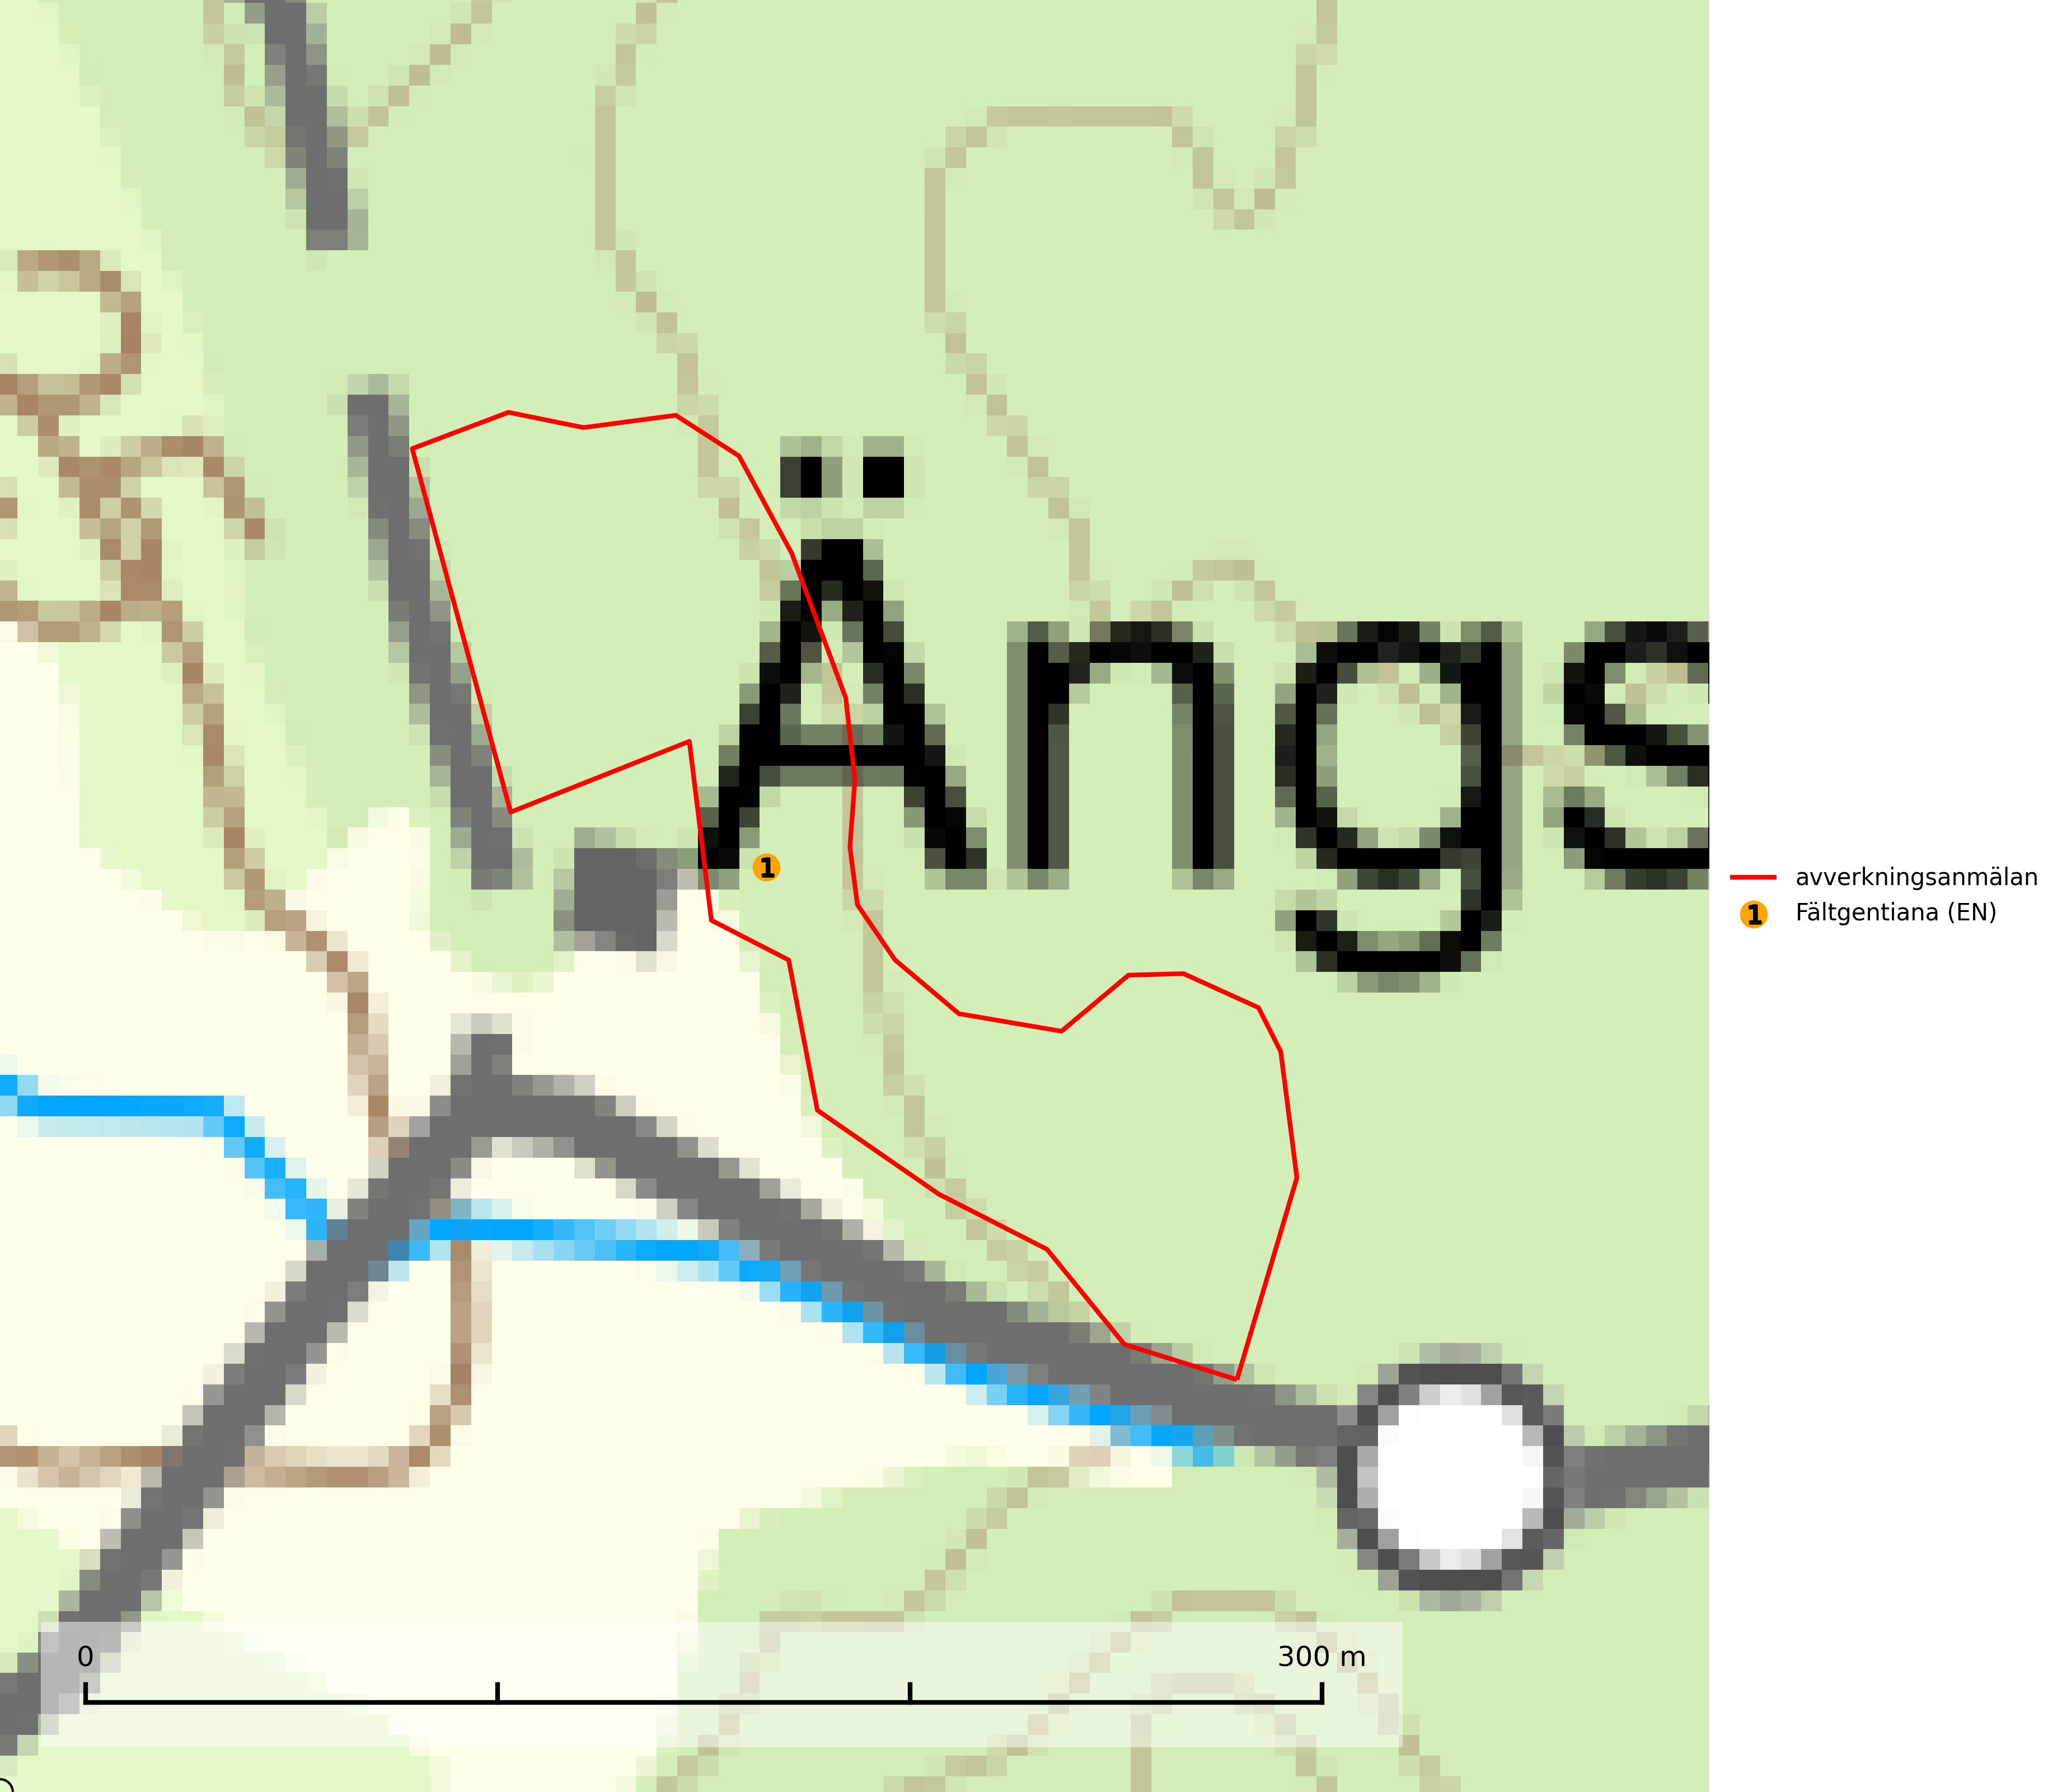 Ängs
1
avverkningsanmälan
1 Fältgentiana (EN)
0 300 m